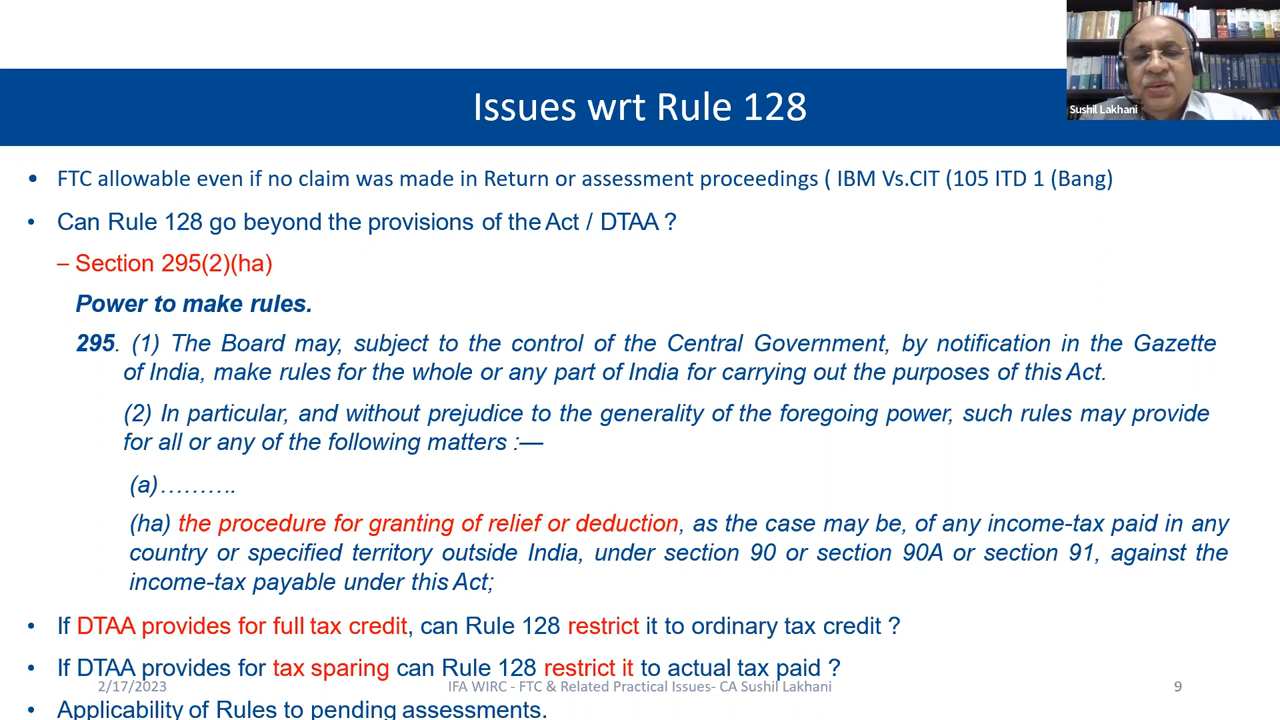 Sushil Lakhani
Issues wrt Rule 128
• FTC allowable even if no claim was made in Return or assessment proceedings ( IBM Vs.CIT (105 ITD 1 (Bang)
• Can Rule 128 go beyond the provisions of the Act / DTAA ?
– Section 295(2)(ha)
Power to make rules.
295. (1) The Board may, subject to the control of the Central Government, by notification in the Gazette
of India, make rules for the whole or any part of India for carrying out the purposes of this Act.
(2) In particular, and without prejudice to the generality of the foregoing power, such rules may provide
for all or any of the following matters :—
(a)……….
(ha) the procedure for granting of relief or deduction, as the case may be, of any income-tax paid in any
country or specified territory outside India, under section 90 or section 90A or section 91, against the
income-tax payable under this Act;
• If DTAA provides for full tax credit, can Rule 128 restrict it to ordinary tax credit ?
• If DTAA provides for tax sparing can Rule 128 restrict it to actual tax paid ?
2/17/2023 IFA WIRC - FTC & Related Practical Issues- CA Sushil Lakhani 9
• Applicability of Rules to pending assessments.